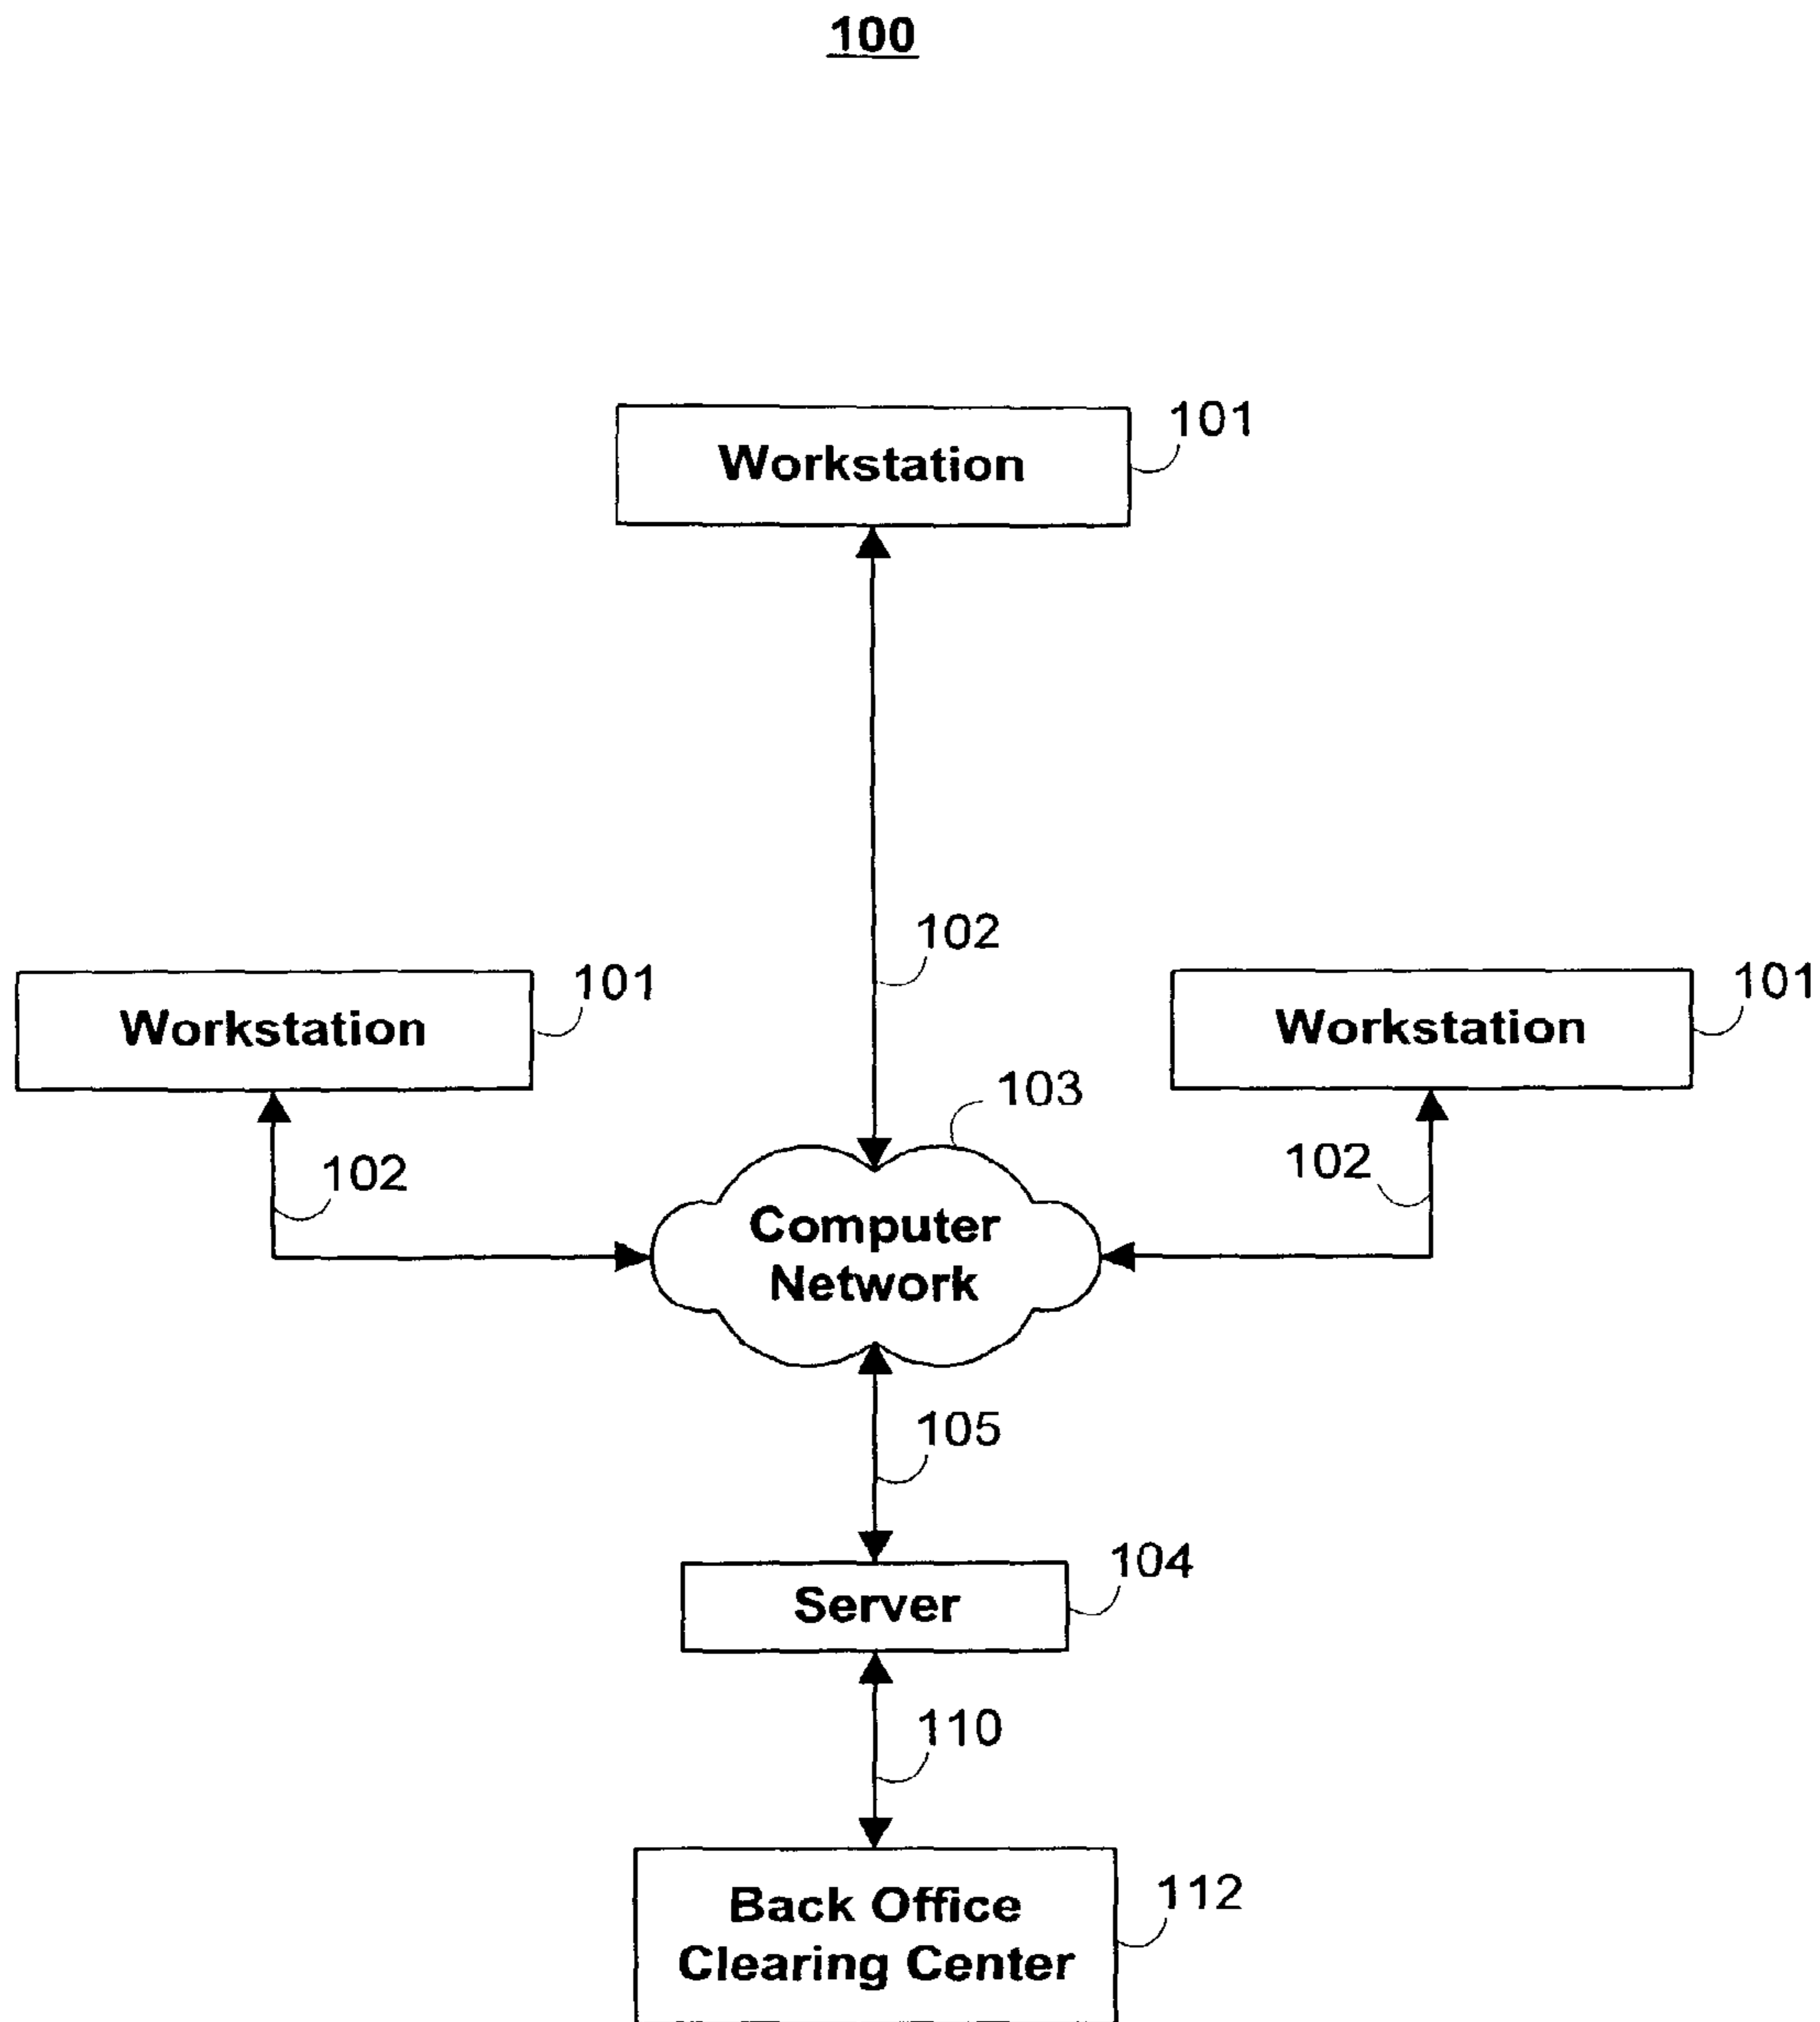 100
Workstation
101
102
Workstation
101
Workstation
101
103
102
102
Computer
Network
105
Server
104
110
Back Office
Clearing Center
112